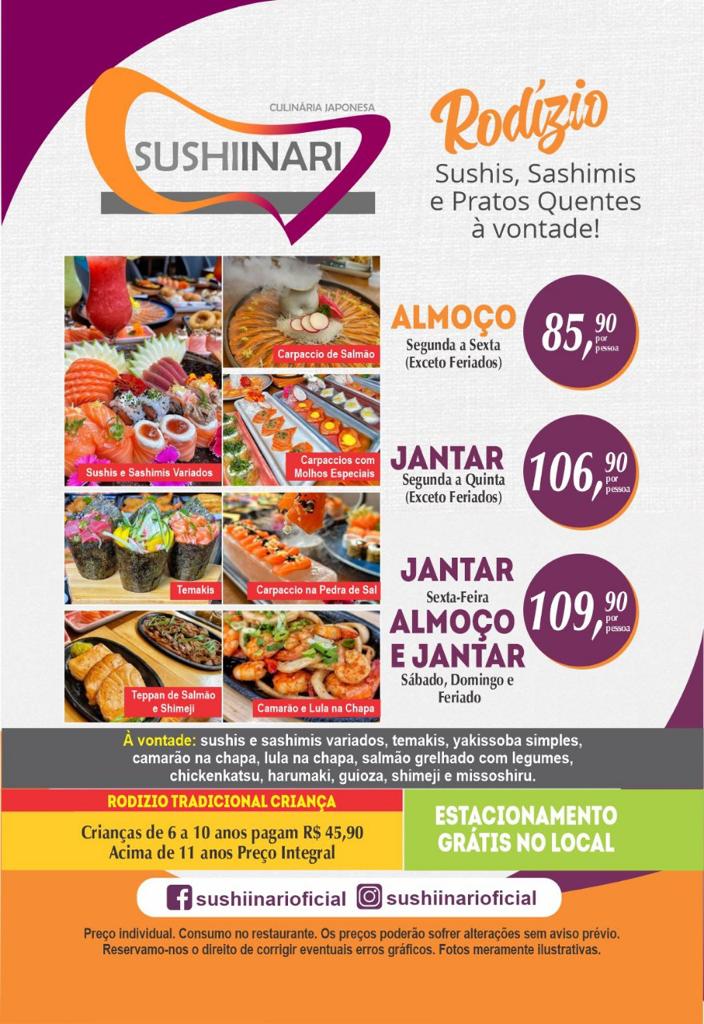 CULINÁRIA JAPONESA
SUSHIINARI
Rodízio
Sushis, Sashimis
e Pratos Quentes
à vontade!
Carpaccio de Salmão
Sushis e Sashimis Variados
Carpaccios com
Molhos Especiais
Temakis
Carpaccio na Pedra de Sal
Teppan de Salmão
e Shimeji
Camarão e Lula na Chapa
ALMOÇO
Segunda a Sexta
(Exceto Feriados)
85,90
por
pessoa
JANTAR
Segunda a Quinta
(Exceto Feriados)
106,90
por
pessoa
JANTAR
Sexta-Feira
ALMOÇO
E JANTAR
Sábado, Domingo e
Feriado
109,90
por
pessoa
À vontade: sushis e sashimis variados, temakis, yakissoba simples,
camarão na chapa, lula na chapa, salmão grelhado com legumes,
chickenkatsu, harumaki, guioza, shimeji e missoshiru.
RODIZIO TRADICIONAL CRIANÇA
Crianças de 6 a 10 anos pagam R$ 45,90
Acima de 11 anos Preço Integral
ESTACIONAMENTO
GRÁTIS NO LOCAL
sushiinarioficial
sushiinarioficial
Preço individual. Consumo no restaurante. Os preços poderão sofrer alterações sem aviso prévio.
Reservamo-nos o direito de corrigir eventuais erros gráficos. Fotos meramente ilustrativas.